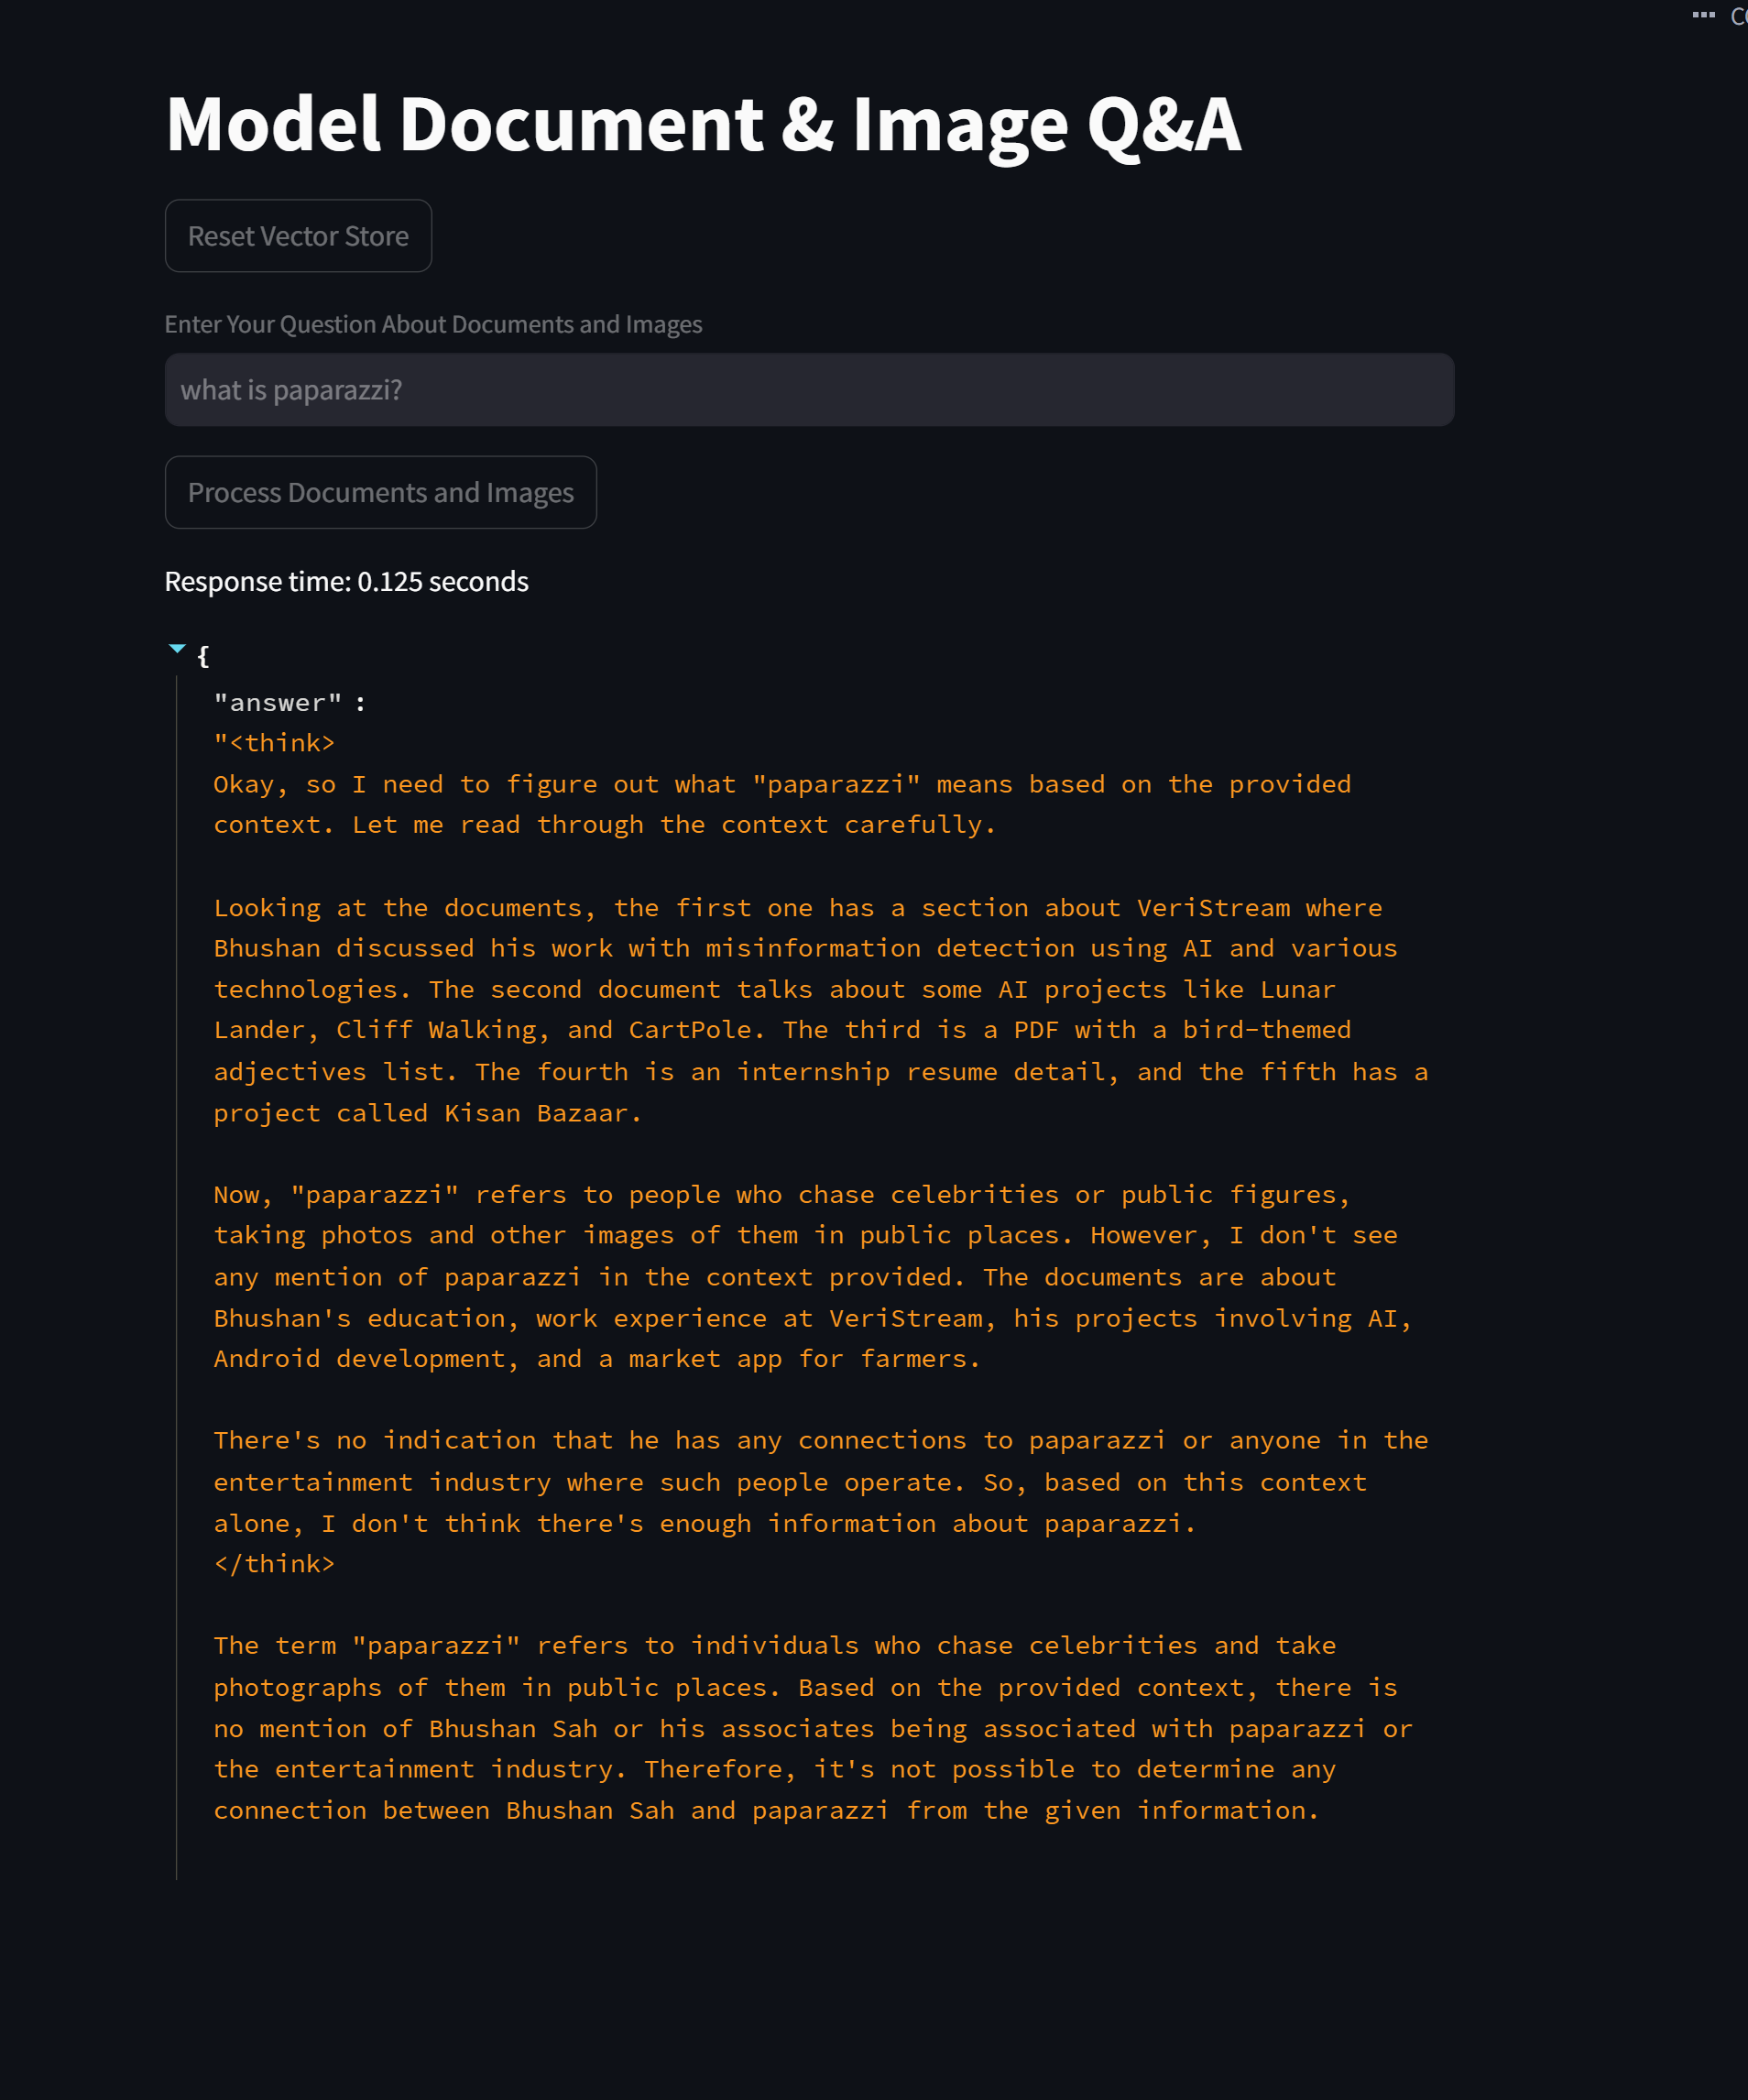 Model Document & Image Q&A
Reset Vector Store
Enter Your Question About Documents and Images
what is paparazzi?
Process Documents and Images
Response time: 0.125 seconds
{
"answer" :
"<think>
Okay, so I need to figure out what "paparazzi" means based on the provided
context. Let me read through the context carefully.
Looking at the documents, the first one has a section about VeriStream where
Bhushan discussed his work with misinformation detection using AI and various
technologies. The second document talks about some AI projects like Lunar
Lander, Cliff Walking, and CartPole. The third is a PDF with a bird-themed
adjectives list. The fourth is an internship resume detail, and the fifth has a
project called Kisan Bazaar.
Now, "paparazzi" refers to people who chase celebrities or public figures,
taking photos and other images of them in public places. However, I don't see
any mention of paparazzi in the context provided. The documents are about
Bhushan's education, work experience at VeriStream, his projects involving AI,
Android development, and a market app for farmers.
There's no indication that he has any connections to paparazzi or anyone in the
entertainment industry where such people operate. So, based on this context
alone, I don't think there's enough information about paparazzi.
</think>
The term "paparazzi" refers to individuals who chase celebrities and take
photographs of them in public places. Based on the provided context, there is
no mention of Bhushan Sah or his associates being associated with paparazzi or
the entertainment industry. Therefore, it's not possible to determine any
connection between Bhushan Sah and paparazzi from the given information.